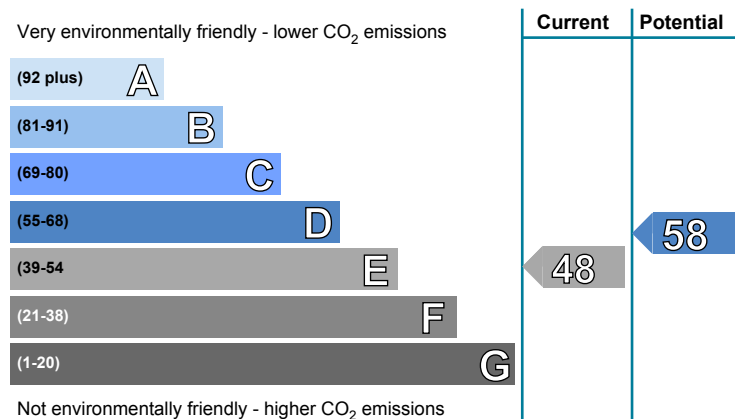 Very environmentally friendly - lower CO2 emissions
Current
Potential
(92 plus) A
(81-91) B
(69-80) C
(55-68) D
58
(39-54 E
48
(21-38) F
(1-20) G
Not environmentally friendly - higher CO2 emissions